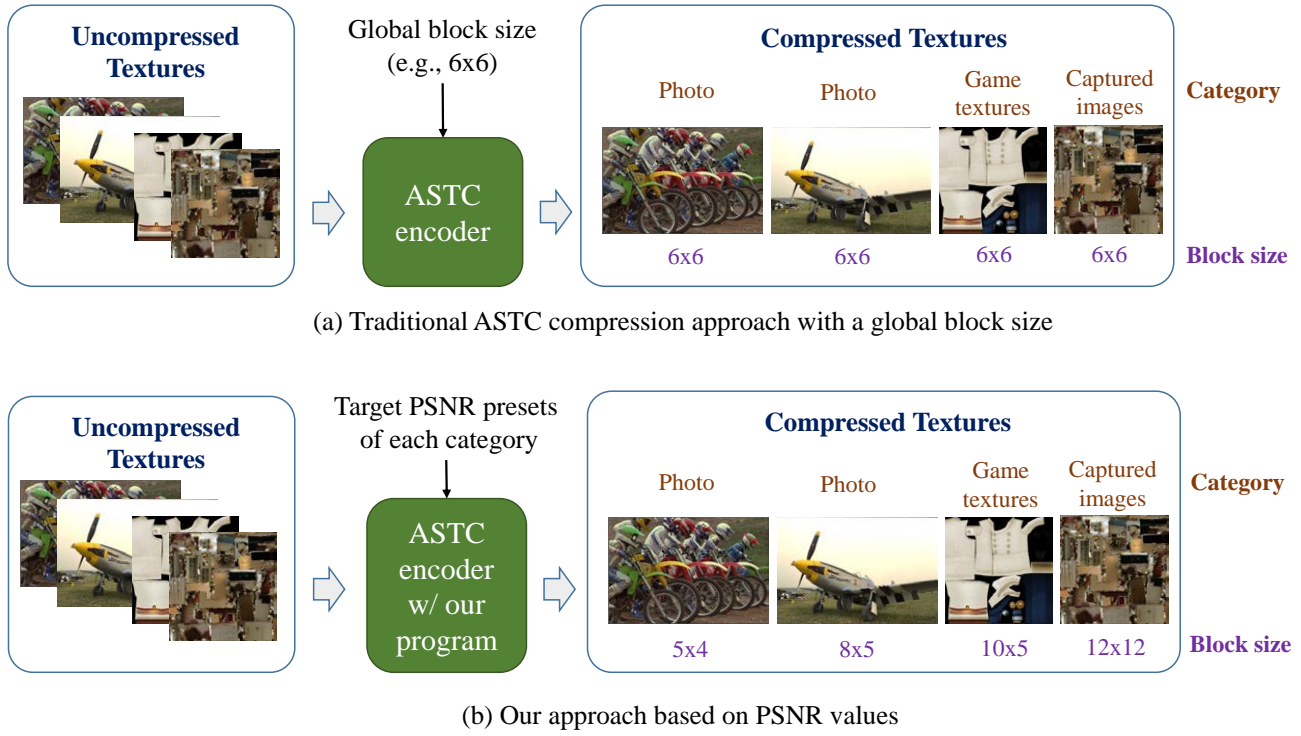 Uncompressed
Textures
Global block size
(e.g., 6x6)
ASTC
encoder
Compressed Textures
Photo
Photo
Game
textures
Captured
images
Category
6x6
6x6
6x6
6x6
Block size
(a) Traditional ASTC compression approach with a global block size
Uncompressed
Textures
Target PSNR presets
of each category
ASTC
encoder
w/ our
program
Compressed Textures
Photo
Photo
Game
textures
Captured
images
Category
5x4
8x5
10x5
12x12
Block size
(b) Our approach based on PSNR values